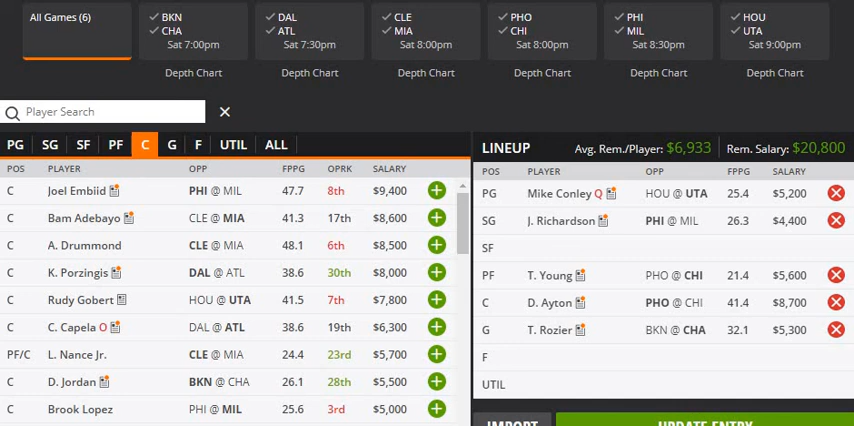 All Games (6)
BKN
CHA
Sat 7:00pm
Depth Chart
DAL
ATL
Sat 7:30pm
Depth Chart
CLE
MIA
Sat 8:00pm
Depth Chart
PHO
CHI
Sat 8:00pm
Depth Chart
PHI
MIL
Sat 8:30pm
Depth Chart
HOU
UTA
Sat 9:00pm
Depth Chart
Player Search
PG SG SF PF C G F UTIL ALL
POS PLAYER OPP FPPG OPRK SALARY
C Joel Embiid PHI @ MIL 47.7 8th $9,400
C Bam Adebayo CLE @ MIA 41.3 17th $8,600
C A. Drummond CLE @ MIA 48.1 6th $8,500
C K. Porzingis DAL @ ATL 38.6 30th $8,000
C Rudy Gobert HOU @ UTA 41.5 7th $7,800
C C. Capela O DAL @ ATL 38.6 19th $6,300
PF/C L. Nance Jr. CLE @ MIA 24.4 23rd $5,700
C D. Jordan BKN @ CHA 26.1 28th $5,500
C Brook Lopez PHI @ MIL 25.6 3rd $5,000
LINEUP Avg. Rem./Player: $6,933 Rem. Salary: $20,800
POS PLAYER OPP FPPG SALARY
PG Mike Conley Q HOU @ UTA 25.4 $5,200
SG J. Richardson PHI @ MIL 26.3 $4,400
SF
PF T. Young PHO @ CHI 21.4 $5,600
C D. Ayton PHO @ CHI 41.4 $8,700
G T. Rozier BKN @ CHA 32.1 $5,300
F
UTIL
IMPORT UPDATE ENTRY